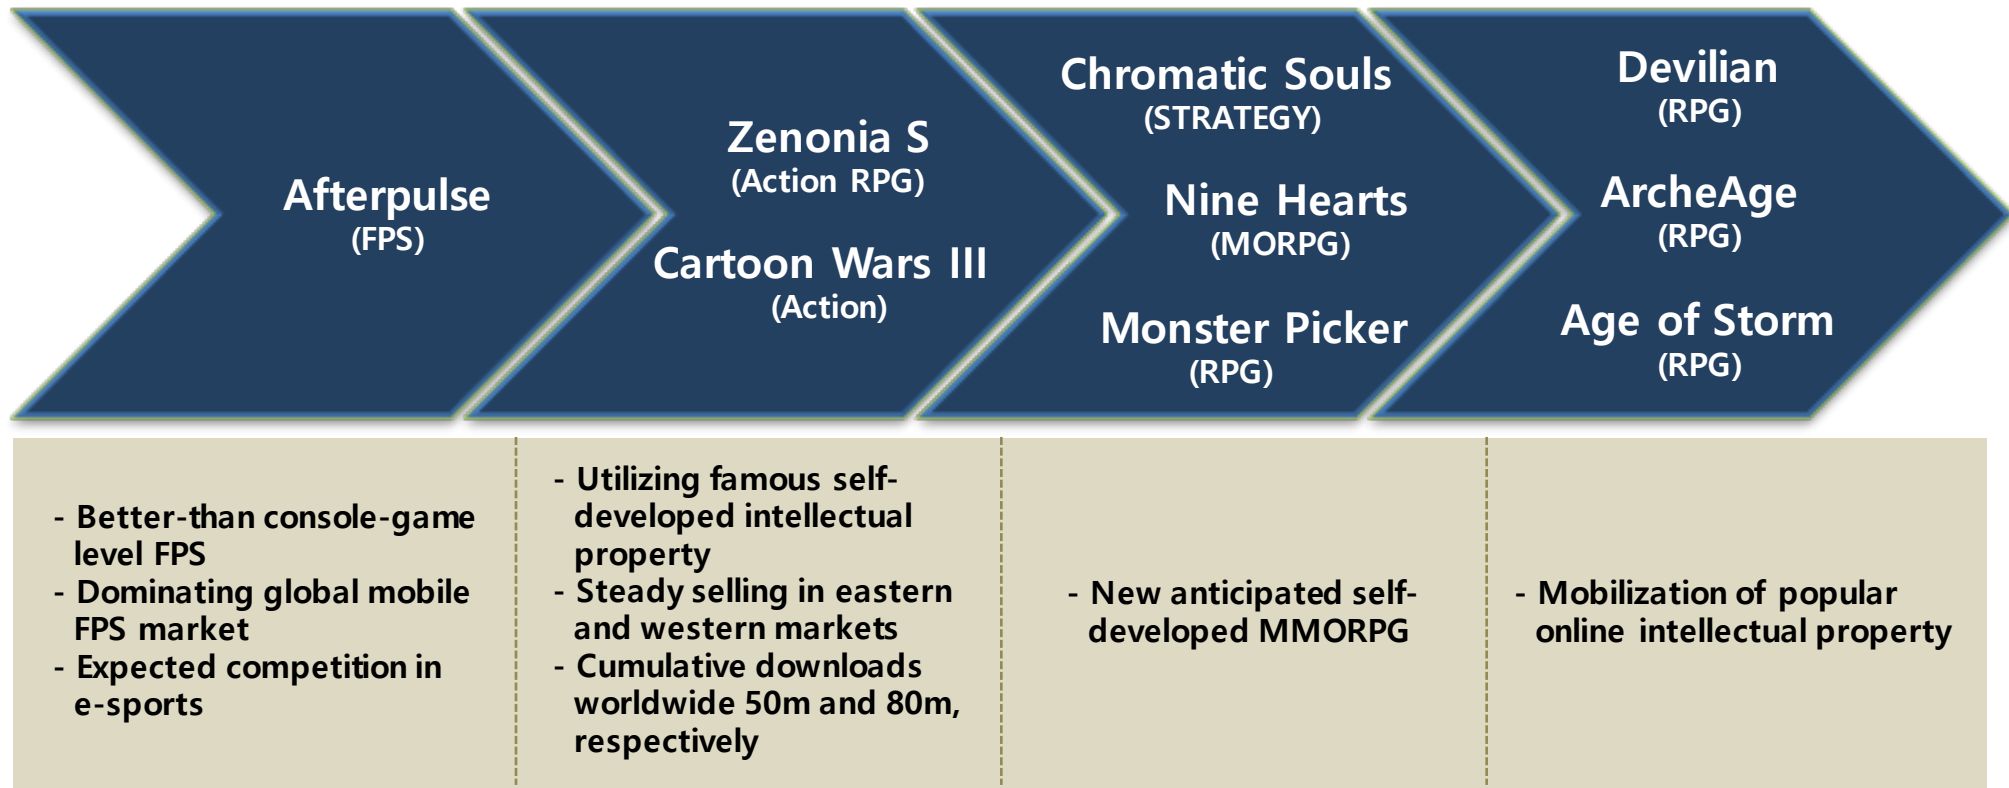 Afterpulse
(FPS)
Zenonia S
(Action RPG)
Cartoon Wars III
(Action)
Chromatic Souls
(STRATEGY)
Nine Hearts
(MORPG)
Monster Picker
(RPG)
Devilian
(RPG)
ArcheAge
(RPG)
Age of Storm
(RPG)
- Better-than console-game
level FPS
- Dominating global mobile
FPS market
- Expected competition in
e-sports
- Utilizing famous self-
developed intellectual
property
- Steady selling in eastern
and western markets
- Cumulative downloads
worldwide 50m and 80m,
respectively
- New anticipated self-
developed MMORPG
- Mobilization of popular
online intellectual property